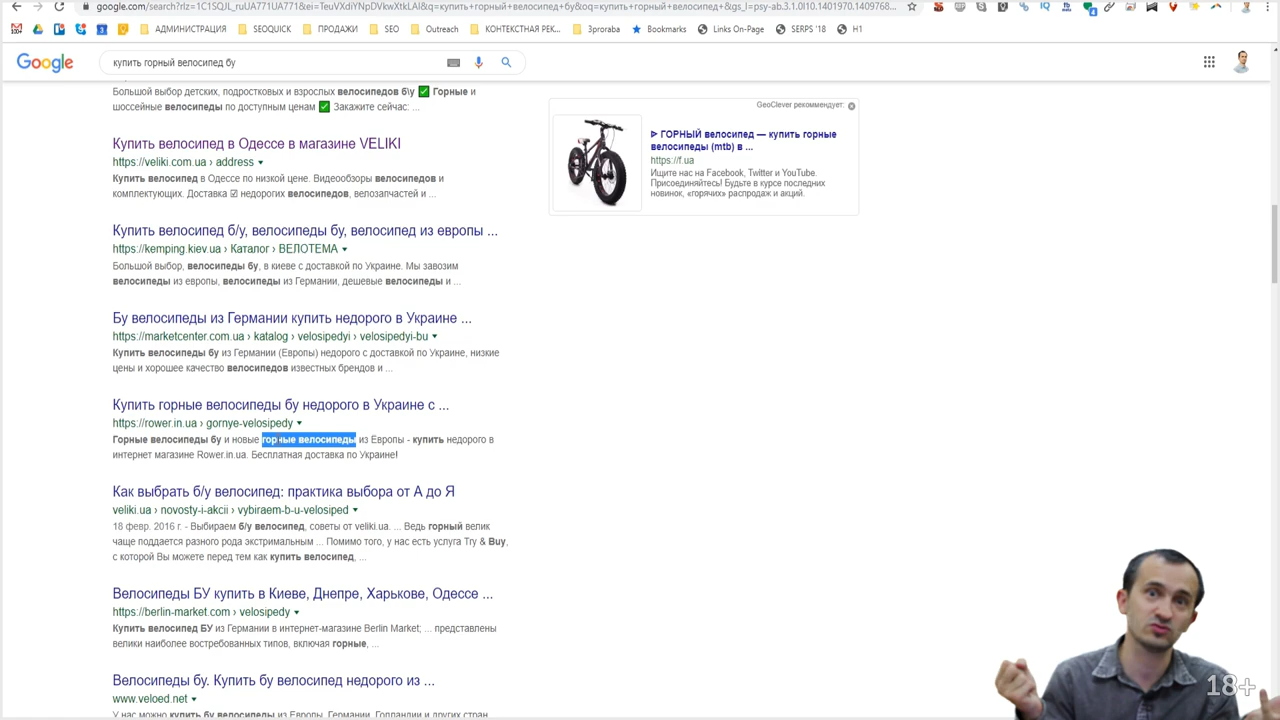 google.com/search?rlz=1C1SQJL_ruUA771UA771&ei=TeuVXdiYNpDVkwXtkLAI&q=купить+горный+велосипед+бу&oq=купить+горный+велосипед+&gs_l=psy-ab.3.1.0l10.1401970.1409768...
АДМИНИСТРАЦИЯ SEOQUICK ПРОДАЖИ SEO Outreach КОНТЕКСТНАЯ РЕК... 3proraba Bookmarks Links On-Page SERPS '18 H1
Google купить горный велосипед бу
Большой выбор детских, подростковых и взрослых велосипедов б\у ✅ Горные и
шоссейные велосипеды по доступным ценам ✅ Закажите сейчас: ...
Купить велосипед в Одессе в магазине VELIKI
https://veliki.com.ua › address
Купить велосипед в Одессе по низкой цене. Видеообзоры велосипедов и
комплектующих. Доставка ☑ недорогих велосипедов, велозапчастей и ...
Купить велосипед б/у, велосипеды бу, велосипед из европы ...
https://kemping.kiev.ua › Каталог › ВЕЛОТЕМА
Большой выбор, велосипеды бу, в киеве с доставкой по Украине. Мы завозим
велосипеды из европы, велосипеды из Германии, дешевые велосипеды и ...
Бу велосипеды из Германии купить недорого в Украине ...
https://marketcenter.com.ua › katalog › velosipedyi › velosipedyi-bu
Купить велосипеды бу из Германии (Европы) недорого с доставкой по Украине, низкие
цены и хорошее качество велосипедов известных брендов и ...
Купить горные велосипеды бу недорого в Украине с ...
https://rower.in.ua › gornye-velosipedy
Горные велосипеды бу и новые горные велосипеды из Европы - купить недорого в
интернет магазине Rower.in.ua. Бесплатная доставка по Украине!
Как выбрать б/у велосипед: практика выбора от А до Я
veliki.ua › novosty-i-akcii › vybiraem-b-u-velosiped
18 февр. 2016 г. - Выбираем б/у велосипед, советы от veliki.ua. ... Ведь горный велик
чаще поддается разного рода экстримальным ... Помимо того, у нас есть услуга Try & Buy,
с которой Вы можете перед тем как купить велосипед, ...
Велосипеды БУ купить в Киеве, Днепре, Харькове, Одессе ...
https://berlin-market.com › velosipedy
Купить велосипед БУ из Германии в интернет-магазине Berlin Market; ... представлены
велики наиболее востребованных типов, включая горные, ...
Велосипеды бу. Купить бу велосипед недорого из ...
www.veloed.net
У нас можно купить бу велосипеды из Европы, Германии, Голландии и других стран
GeoClever рекоммендует:
ᐈ ГОРНЫЙ велосипед — купить горные
велосипеды (mtb) в ...
https://f.ua
Ищите нас на Facebook, Twitter и YouTube.
Присоединяйтесь! Будьте в курсе последних
новинок, «горячих» распродаж и акций.
18+